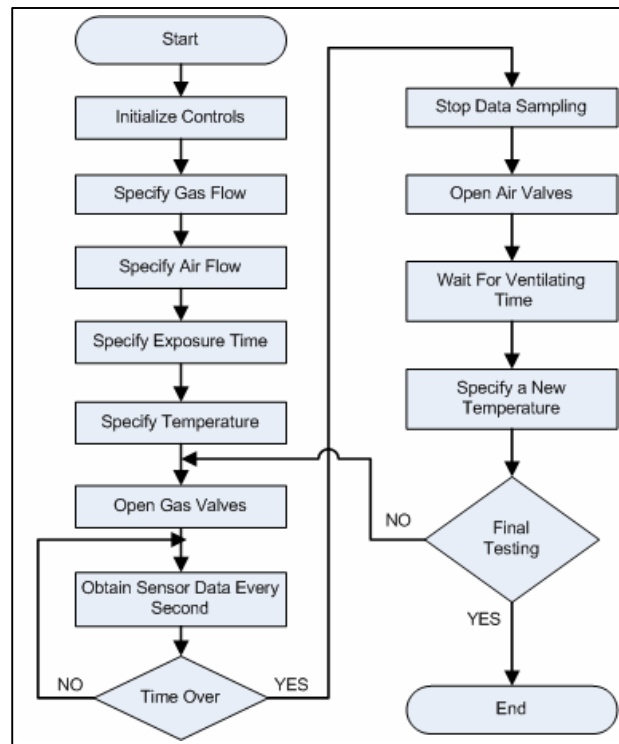 Start
Initialize Controls
Specify Gas Flow
Specify Air Flow
Specify Exposure Time
Specify Temperature
Open Gas Valves
Obtain Sensor Data Every
Second
NO
Time Over
YES
Stop Data Sampling
Open Air Valves
Wait For Ventilating
Time
Specify a New
Temperature
NO
Final
Testing
YES
End